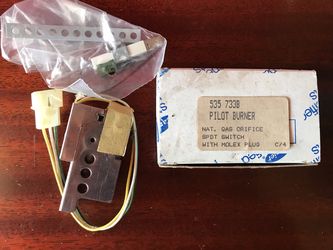 535 733B
PILOT BURNER
NAT. GAS ORIFICE
SPDT SWITCH
WITH MOLEX PLUG C/4